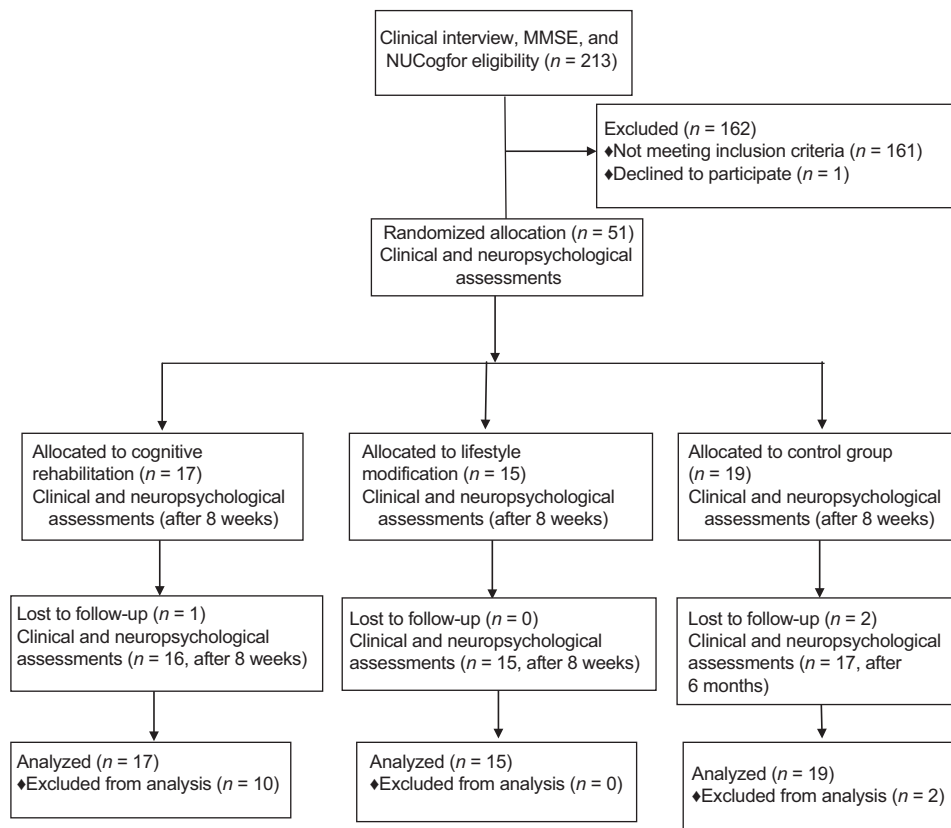 Clinical interview, MMSE, and
NUCogfor eligibility (n = 213)
Excluded (n = 162)
♦Not meeting inclusion criteria (n = 161)
♦Declined to participate (n = 1)
Randomized allocation (n = 51)
Clinical and neuropsychological
assessments
Allocated to cognitive
rehabilitation (n = 17)
Clinical and neuropsychological
assessments (after 8 weeks)
Allocated to lifestyle
modification (n = 15)
Clinical and neuropsychological
assessments (after 8 weeks)
Allocated to control group
(n = 19)
Clinical and neuropsychological
assessments (after 8 weeks)
Lost to follow-up (n = 1)
Clinical and neuropsychological
assessments (n = 16, after 8 weeks)
Lost to follow-up (n = 0)
Clinical and neuropsychological
assessments (n = 15, after 8 weeks)
Lost to follow-up (n = 2)
Clinical and neuropsychological
assessments (n = 17, after
6 months)
Analyzed (n = 17)
♦Excluded from analysis (n = 10)
Analyzed (n = 15)
♦Excluded from analysis (n = 0)
Analyzed (n = 19)
♦Excluded from analysis (n = 2)